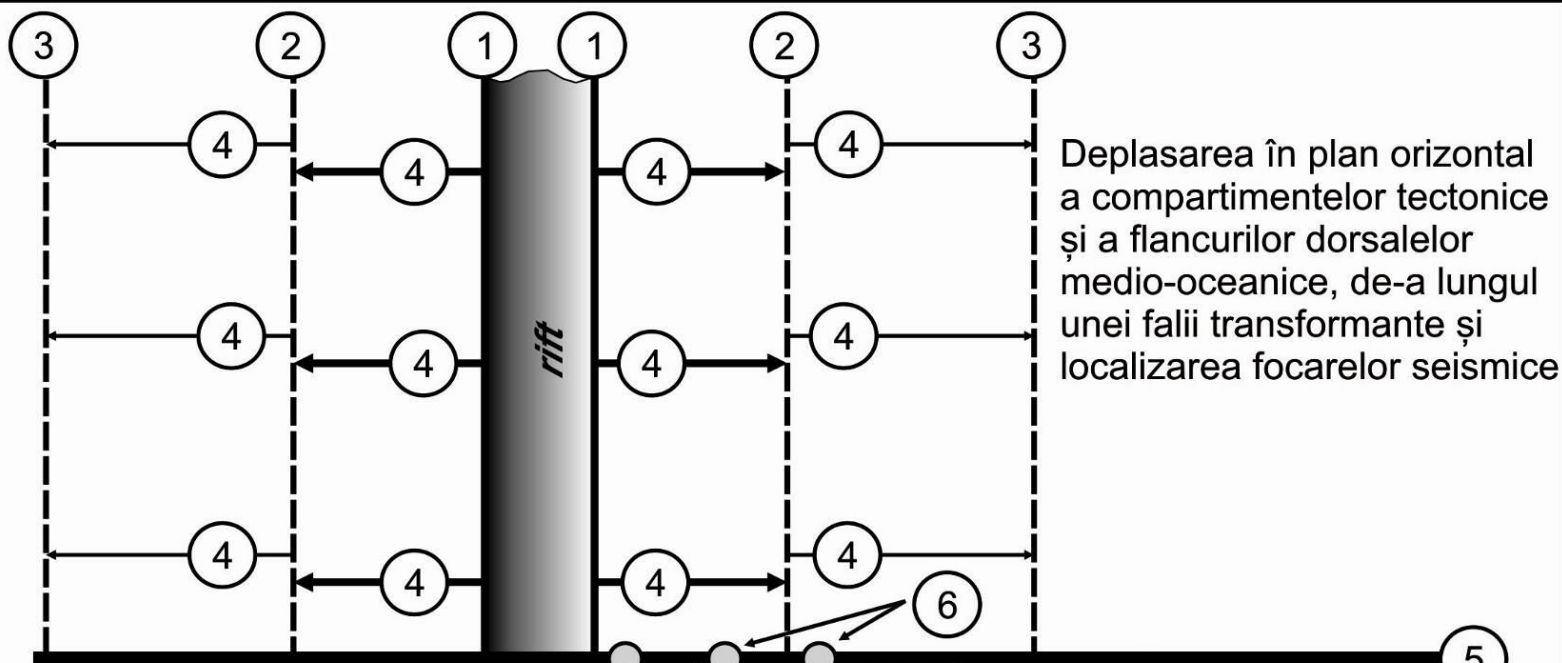 3 2 1 1 2 3
4 4
4 4
Deplasarea în plan orizontal
a compartimentelor tectonice
și a flancurilor dorsalelor
medio-oceanice, de-a lungul
unei falii transformante și
localizarea focarelor seismice
4 4
rift
4 4
4 4
4 4
6
5